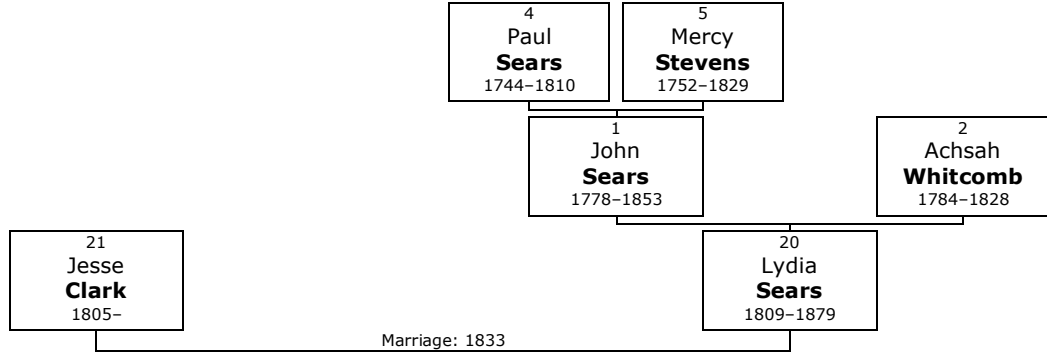 4
Paul
Sears
1744–1810
5
Mercy
Stevens
1752–1829
1
John
Sears
1778–1853
2
Achsah
Whitcomb
1784–1828
21
Jesse
Clark
1805–
20
Lydia
Sears
1809–1879
Marriage: 1833